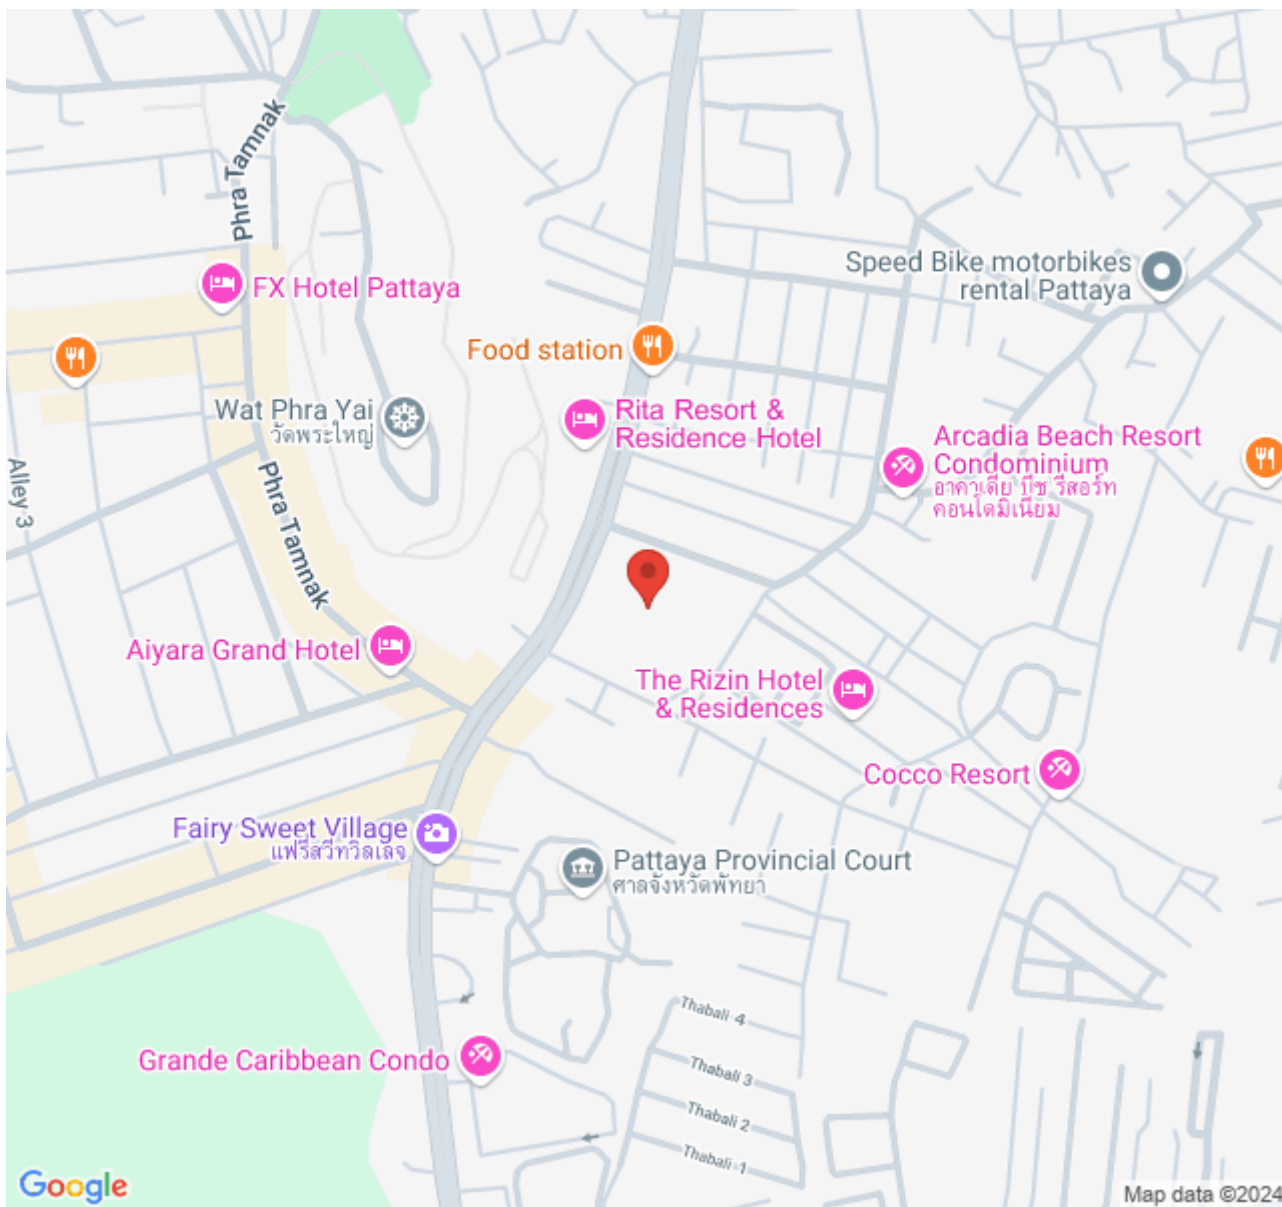 Phra Tamnak
FX Hotel Pattaya
Speed Bike motorbikes
rental Pattaya
Food station
Wat Phra Yai
วัดพระใหญ่
Rita Resort &
Residence Hotel
Arcadia Beach Resort
Condominium
อาคาเดีย บีช รีสอร์ท
คอนโดมิเนียม
Alley 3
Phra Tamnak
Aiyara Grand Hotel
The Rizin Hotel
& Residences
Cocco Resort
Fairy Sweet Village
แฟรี่สวีทวิลเลจ
Pattaya Provincial Court
ศาลจังหวัดพัทยา
Thabali 4
Grande Caribbean Condo
Thabali 3
Thabali 2
Thabali 1
Google
Map data ©2024